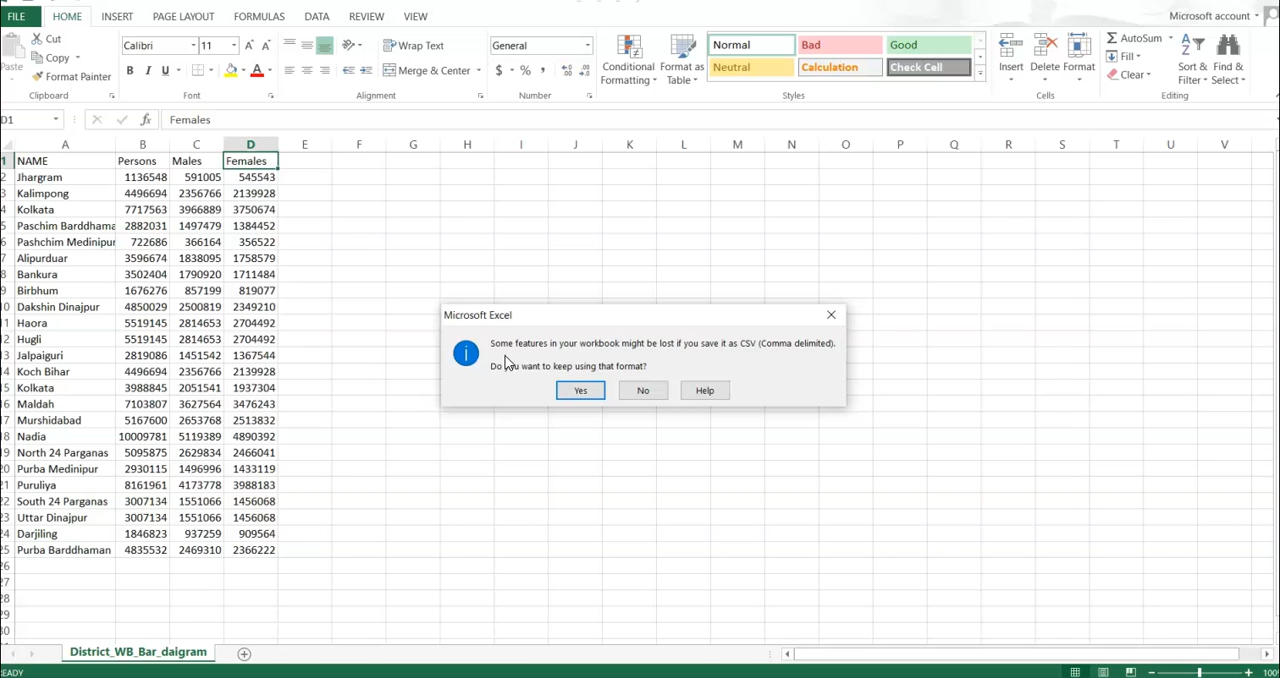 FILE HOME INSERT PAGE LAYOUT FORMULAS DATA REVIEW VIEW Microsoft account
Paste Cut
Copy
Format Painter
Clipboard
Calibri 11
B I U
Font
Wrap Text
Merge & Center
Alignment
General
$ % ,
Number
Conditional Formatting
Format as Table
Normal Bad Good
Neutral Calculation Check Cell
Styles
Insert Delete Format
Cells
AutoSum
Fill
Clear
Sort & Filter
Find & Select
Editing
D1 fx Females
A B C D E F G H I J K L M N O P Q R S T U V
1 NAME Persons Males Females
2 Jhargram 1136548 591005 545543
3 Kalimpong 4496694 2356766 2139928
4 Kolkata 7717563 3966889 3750674
5 Paschim Barddhama 2882031 1497479 1384452
6 Pashchim Medinipur 722686 366164 356522
7 Alipurduar 3596674 1838095 1758579
8 Bankura 3502404 1790920 1711484
9 Birbhum 1676276 857199 819077
10 Dakshin Dinajpur 4850029 2500819 2349210
11 Haora 5519145 2814653 2704492
12 Hugli 5519145 2814653 2704492
13 Jalpaiguri 2819086 1451542 1367544
14 Koch Bihar 4496694 2356766 2139928
15 Kolkata 3988845 2051541 1937304
16 Maldah 7103807 3627564 3476243
17 Murshidabad 5167600 2653768 2513832
18 Nadia 10009781 5119389 4890392
19 North 24 Parganas 5095875 2629834 2466041
20 Purba Medinipur 2930115 1496996 1433119
21 Puruliya 8161961 4173778 3988183
22 South 24 Parganas 3007134 1551066 1456068
23 Uttar Dinajpur 3007134 1551066 1456068
24 Darjiling 1846823 937259 909564
25 Purba Barddhaman 4835532 2469310 2366222
26
27
28
29
30
Microsoft Excel
Some features in your workbook might be lost if you save it as CSV (Comma delimited).
Do you want to keep using that format?
Yes No Help
District_WB_Bar_daigram
READY 100